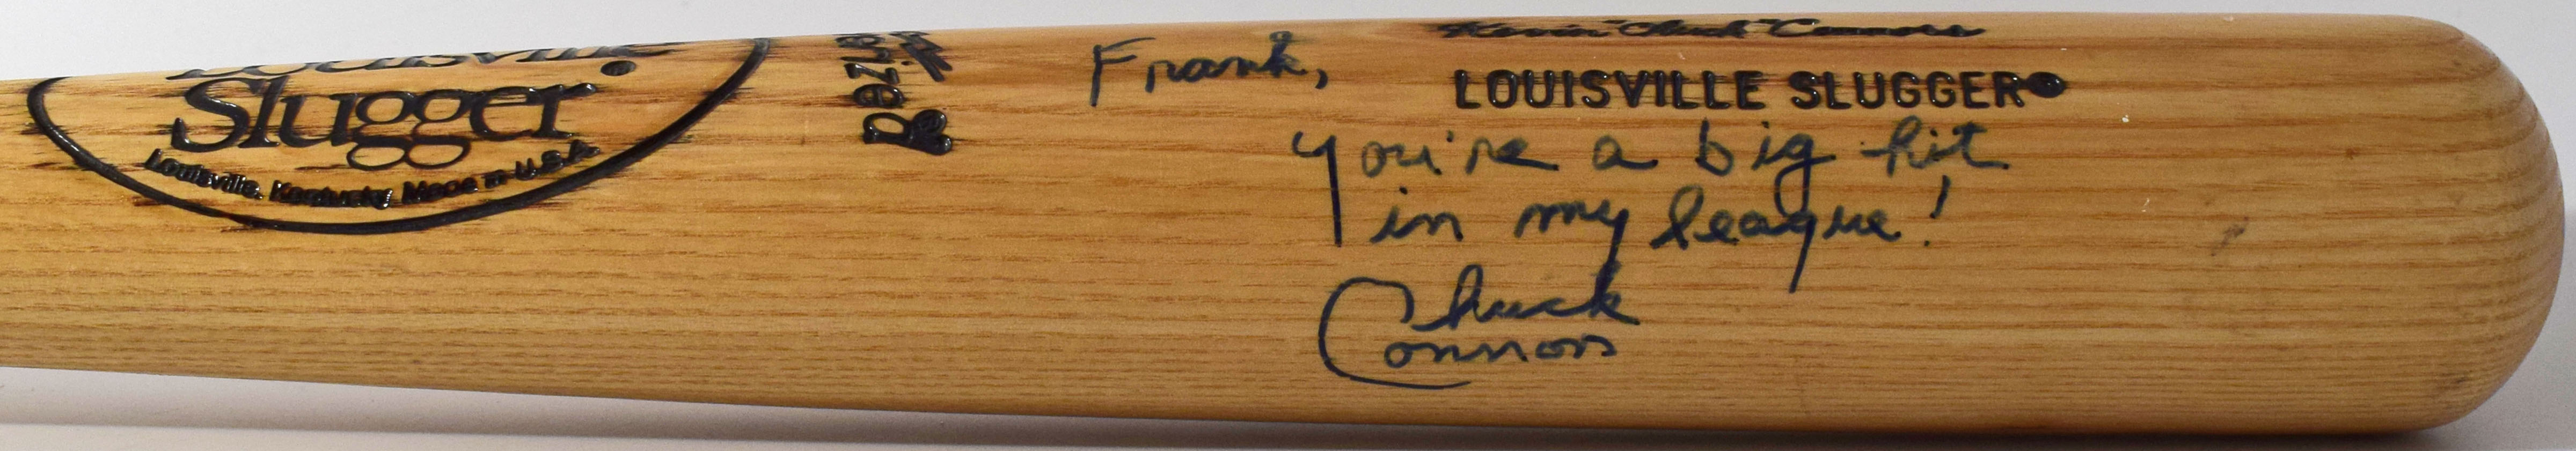 Louisville
Slugger
Louisville, Kentucky Made in U.S.A.
Kevin "Chuck" Connors
LOUISVILLE SLUGGER®
Frank,
you're a big hit
in my league!
Chuck
Connors